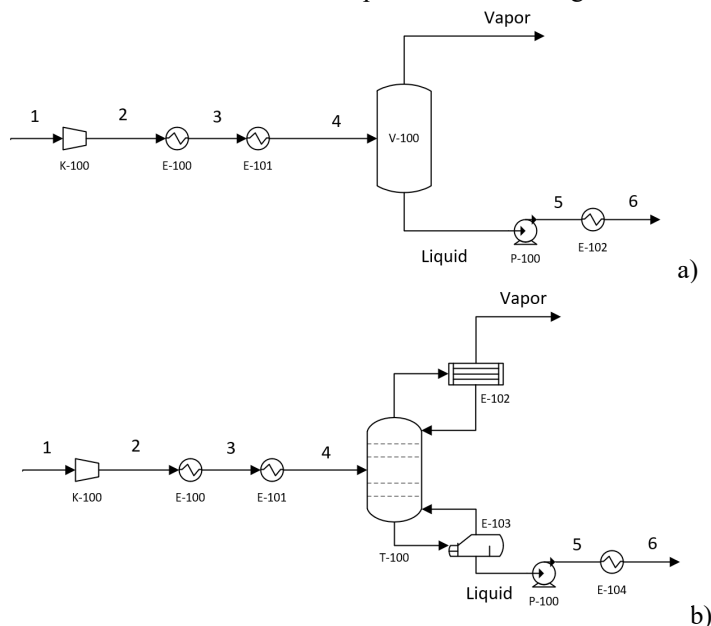 Vapor
1 2 3 4 V-100
K-100 E-100 E-101
5 6
E-102
Liquid P-100
a)
Vapor
E-102
1 2 3 4
K-100 E-100 E-101
E-103
5 6
T-100
Liquid P-100 E-104
b)